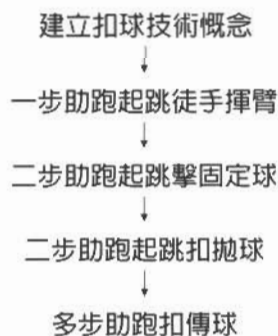 建立扣球技術慨念
一步助跑起跳徒手揮臂
二步助跑起跳擊固定球
二步助跑起跳扣拋球
多步助跑扣傳球